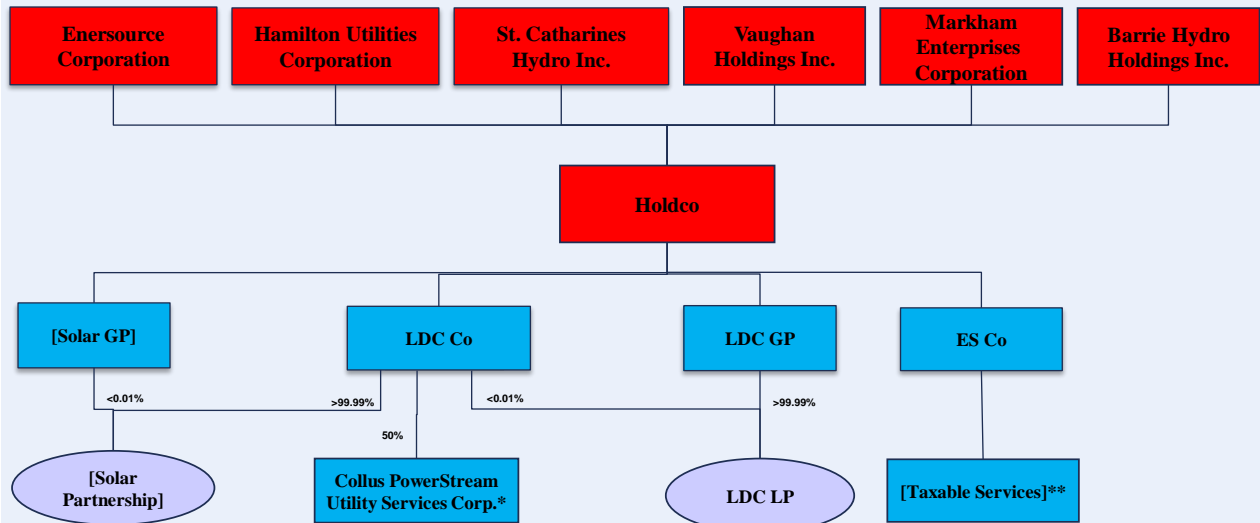 Enersource
Corporation
Hamilton Utilities
Corporation
St. Catharines
Hydro Inc.
Vaughan
Holdings Inc.
Markham
Enterprises
Corporation
Barrie Hydro
Holdings Inc.
Holdco
[Solar GP]
LDC Co
LDC GP
ES Co
<0.01%
>99.99%
<0.01%
>99.99%
50%
[Solar
Partnership]
Collus PowerStream
Utility Services Corp.*
LDC LP
[Taxable Services]**